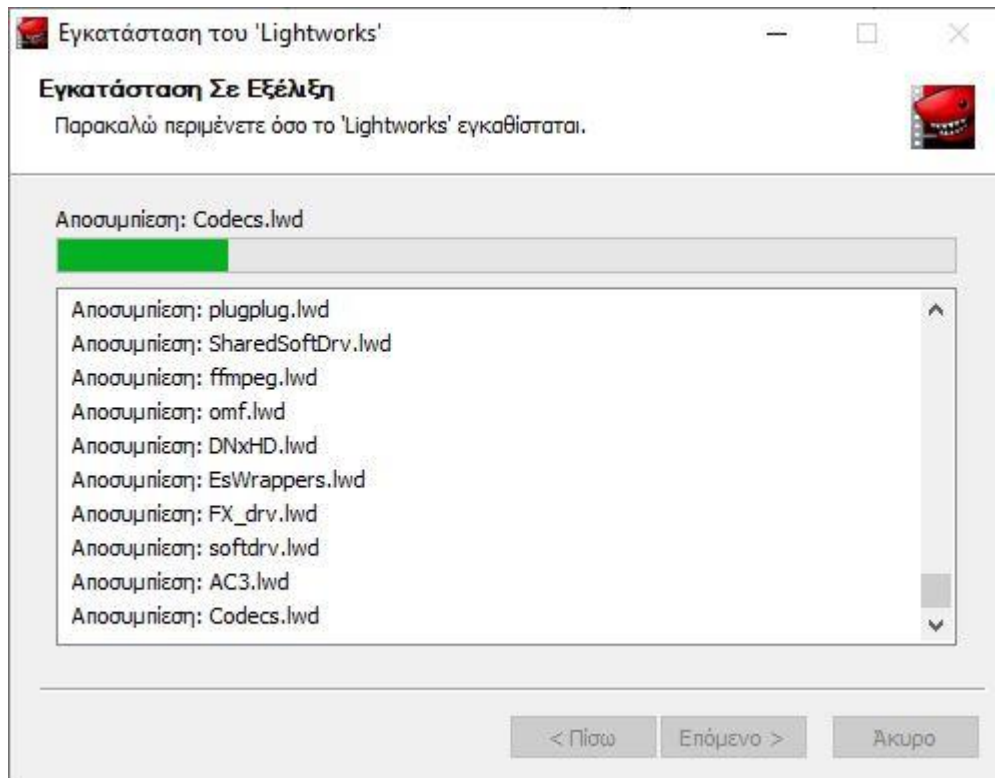 Εγκατάσταση του 'Lightworks'
Εγκατάσταση Σε Εξέλιξη
Παρακαλώ περιμένετε όσο το 'Lightworks' εγκαθίσταται.
Αποσυμπίεση: Codecs.lwd
Αποσυμπίεση: plugplug.lwd
Αποσυμπίεση: SharedSoftDrv.lwd
Αποσυμπίεση: ffmpeg.lwd
Αποσυμπίεση: omf.lwd
Αποσυμπίεση: DNxHD.lwd
Αποσυμπίεση: EsWrappers.lwd
Αποσυμπίεση: FX_drv.lwd
Αποσυμπίεση: softdrv.lwd
Αποσυμπίεση: AC3.lwd
Αποσυμπίεση: Codecs.lwd
< Πίσω Επόμενο > Άκυρο